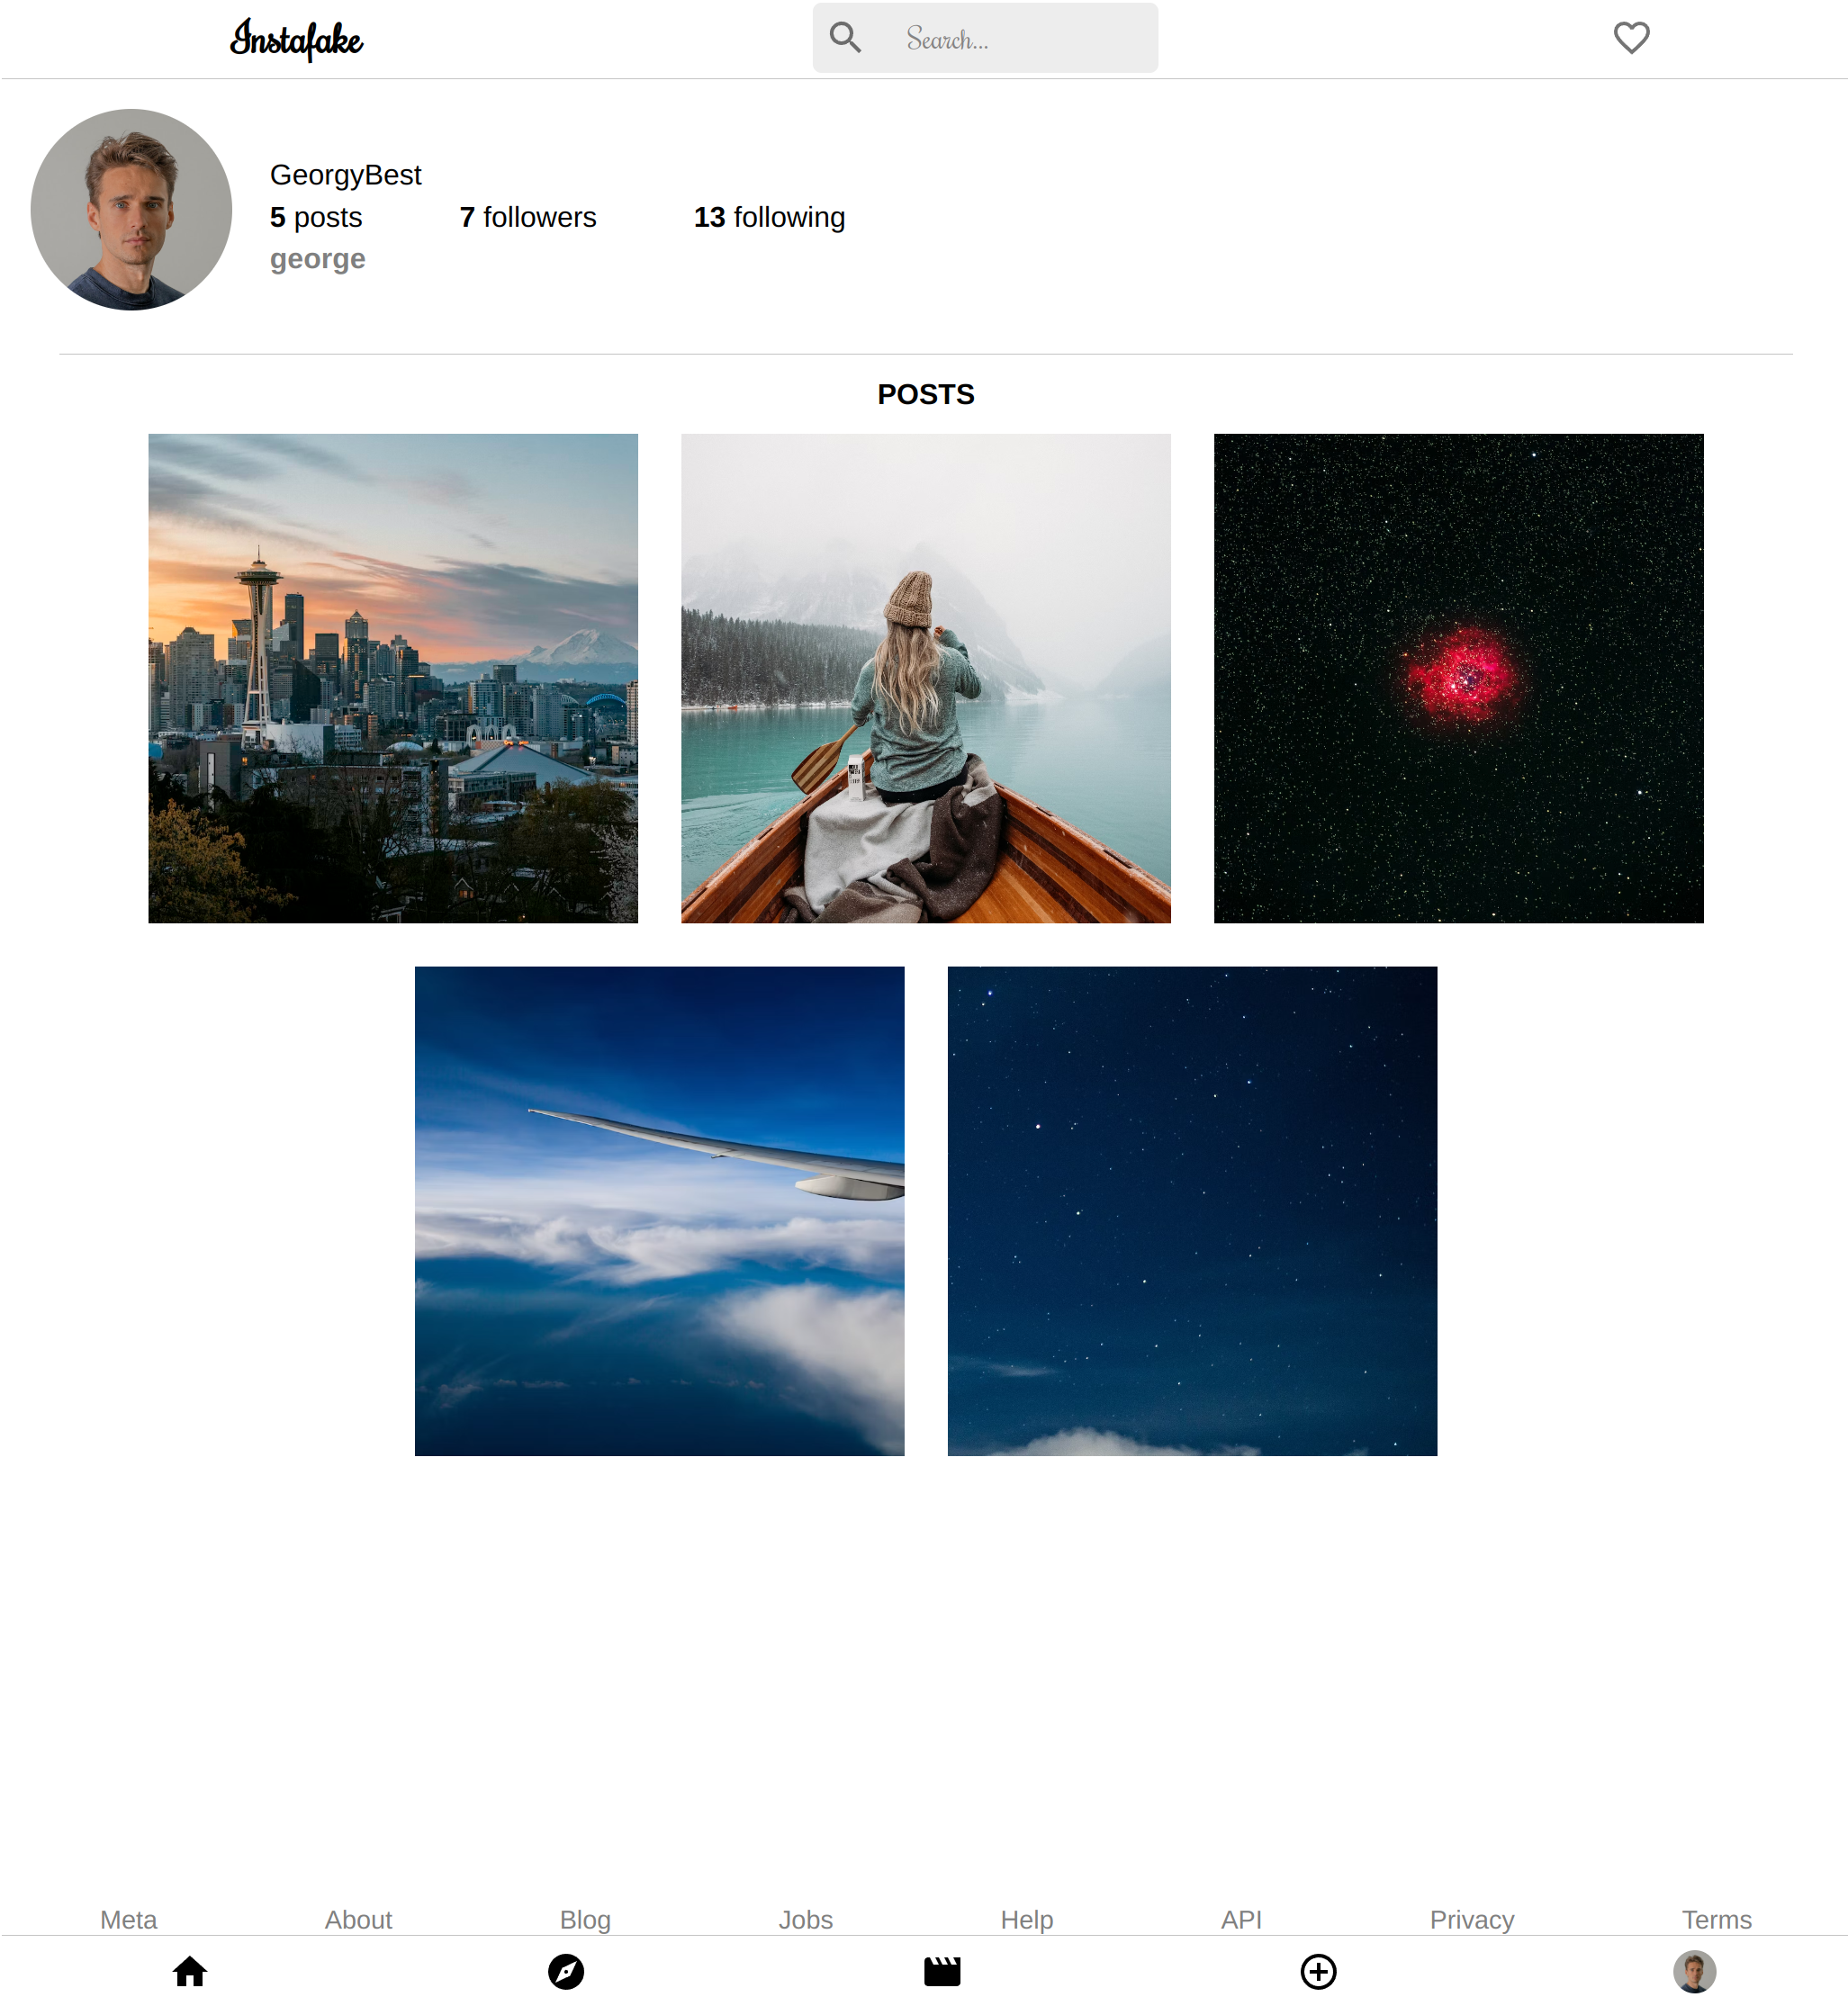 Instafake
Search...
GeorgyBest
5 posts 7 followers 13 following
george
POSTS
Meta About Blog Jobs Help API Privacy Terms